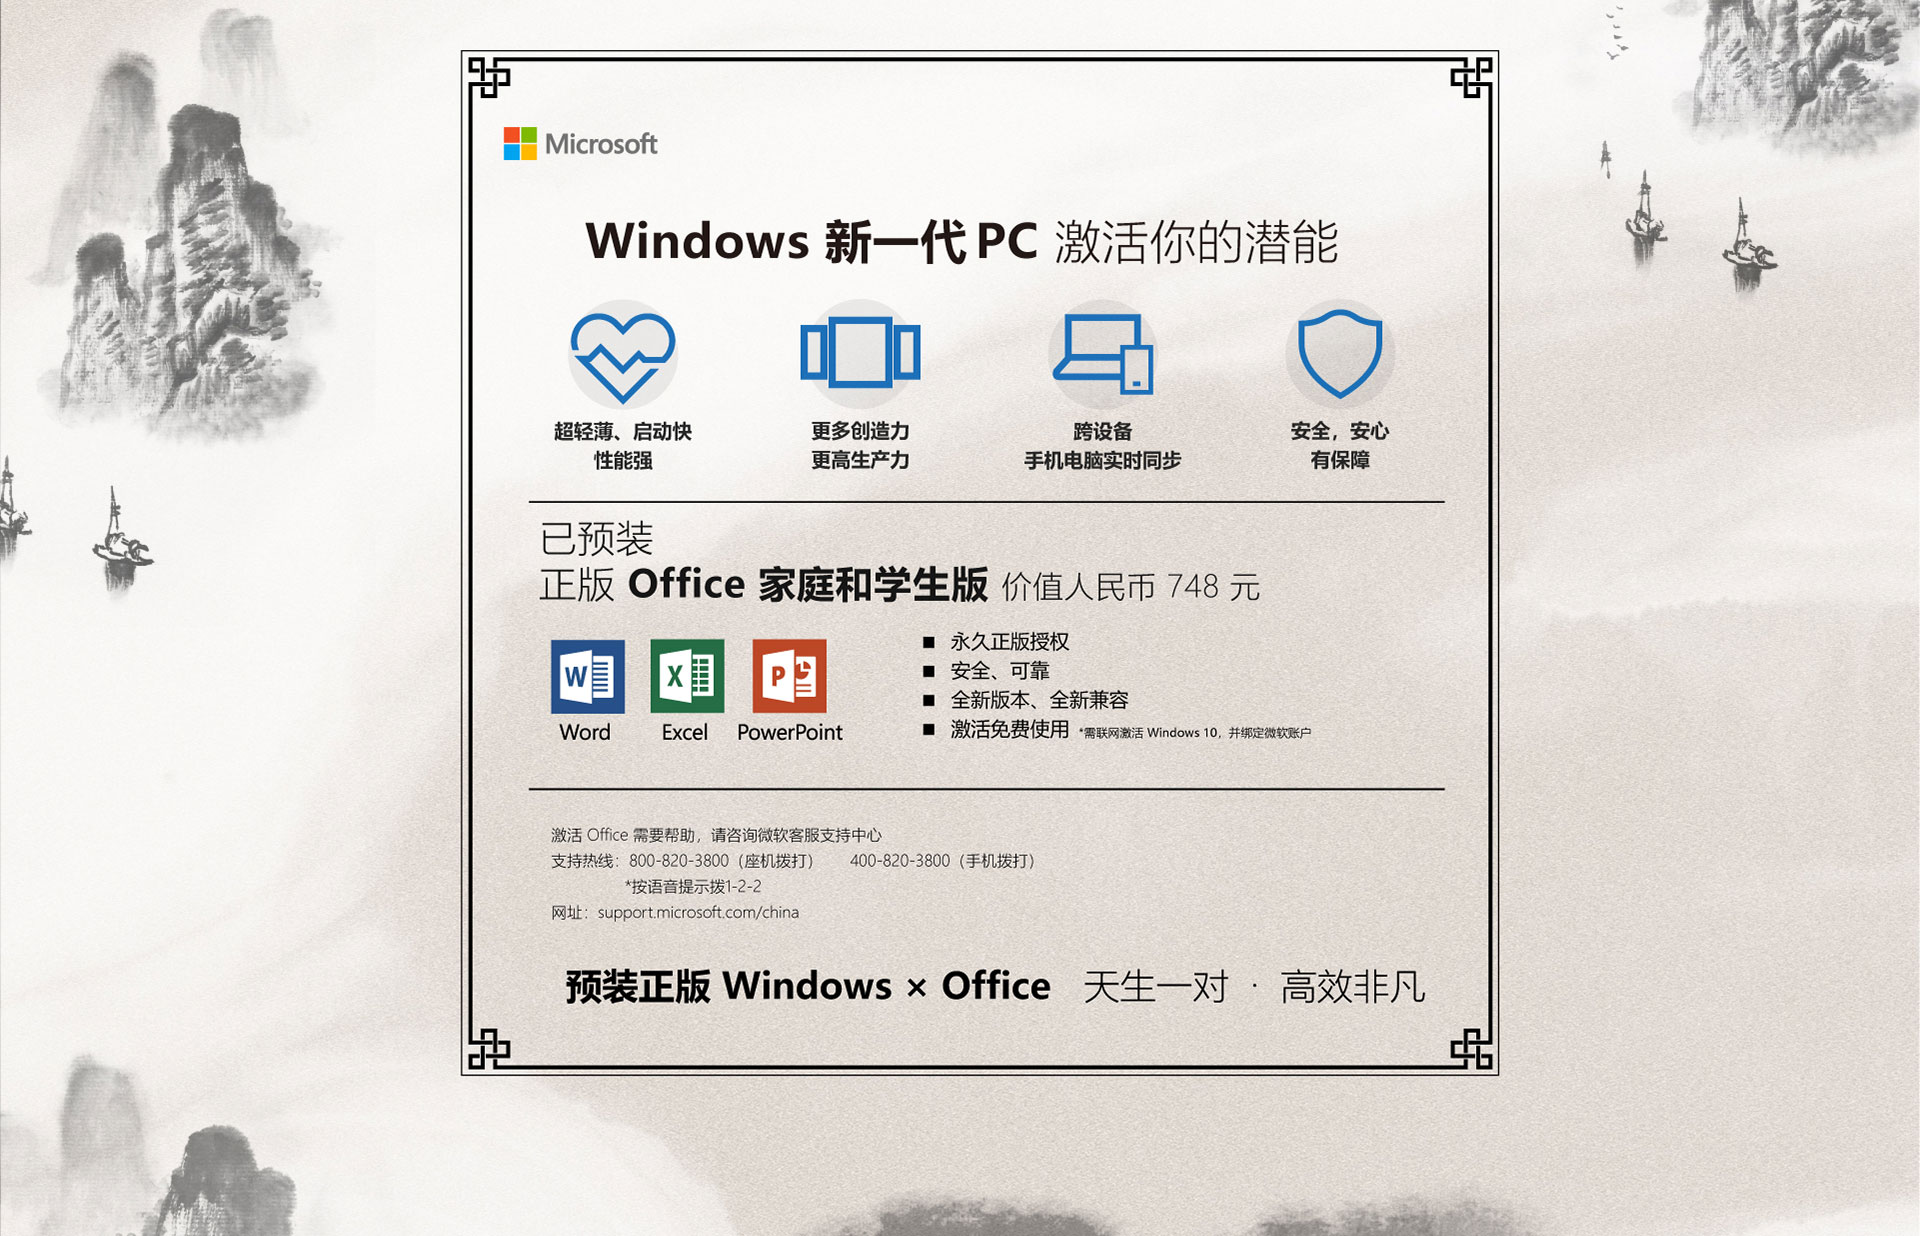 Microsoft
Windows 新一代 PC 激活你的潜能
超轻薄、启动快
性能强
更多创造力
更高生产力
跨设备
手机电脑实时同步
安全，安心
有保障
已预装
正版 Office 家庭和学生版 价值人民币 748 元
Word
Excel
PowerPoint
■ 永久正版授权
■ 安全、可靠
■ 全新版本、全新兼容
■ 激活免费使用 *需联网激活 Windows 10，并绑定微软账户
激活 Office 需要帮助，请咨询微软客服支持中心
支持热线：800-820-3800（座机拨打） 400-820-3800（手机拨打）
*按语音提示拨1-2-2
网址：support.microsoft.com/china
预装正版 Windows × Office 天生一对 · 高效非凡